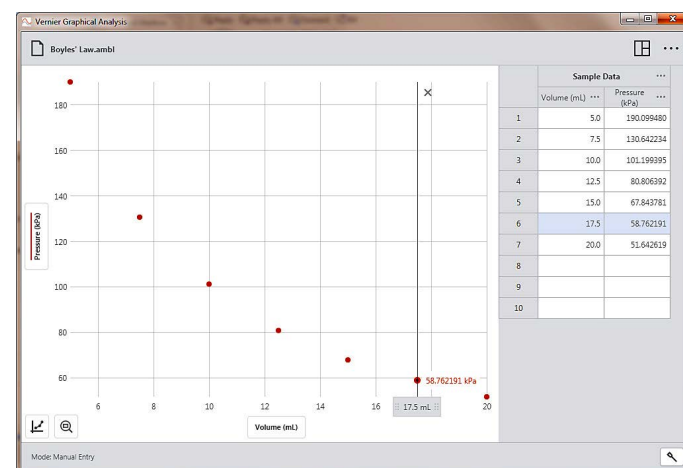 Vernier Graphical Analysis
Boyles' Law.ambl
Sample Data ...
Volume (mL) ... Pressure (kPa) ...
1 5.0 190.099480
2 7.5 130.642234
3 10.0 101.199395
4 12.5 80.806392
5 15.0 67.843781
6 17.5 58.762191
7 20.0 51.642619
8
9
10
Pressure (kPa)
180
160
140
120
100
80
60
58.762191 kPa
6 8 10 12 14 16 17.5 mL 20
Volume (mL)
Mode: Manual Entry